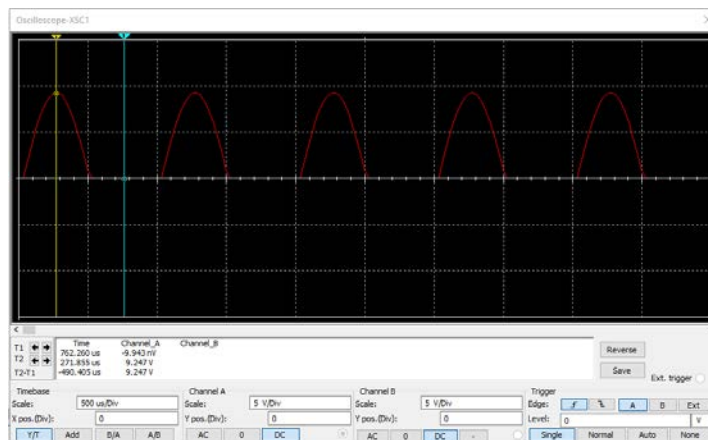 Oscilloscope-XSC1
Time Channel_A Channel_B
T1 762.260 us -9.943 nV
T2 271.855 us 9.247 V
T2-T1 -490.405 us 9.247 V
Reverse
Save
Ext. trigger
Timebase
Scale: 500 us/Div
X pos.(Div): 0
Y/T Add B/A A/B
Channel A
Scale: 5 V/Div
Y pos.(Div): 0
AC 0 DC
Channel B
Scale: 5 V/Div
Y pos.(Div): 0
AC 0 DC -
Trigger
Edge: A B Ext
Level: 0 V
Single Normal Auto None